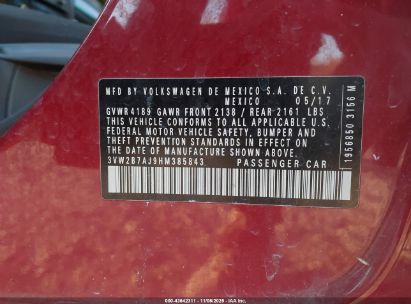 MFD BY VOLKSWAGEN DE MEXICO S.A. DE C.V.
MEXICO 05/17
GVWR4189 GAWR FRONT 2138 / REAR 2161 LBS
THIS VEHICLE CONFORMS TO ALL APPLICABLE U.S.
FEDERAL MOTOR VEHICLE SAFETY, BUMPER AND
THEFT PREVENTION STANDARDS IN EFFECT ON THE
DATE OF MANUFACTURE SHOWN ABOVE.
3VW2B7AJ9HM385843 PASSENGER CAR
1956850 3156 M